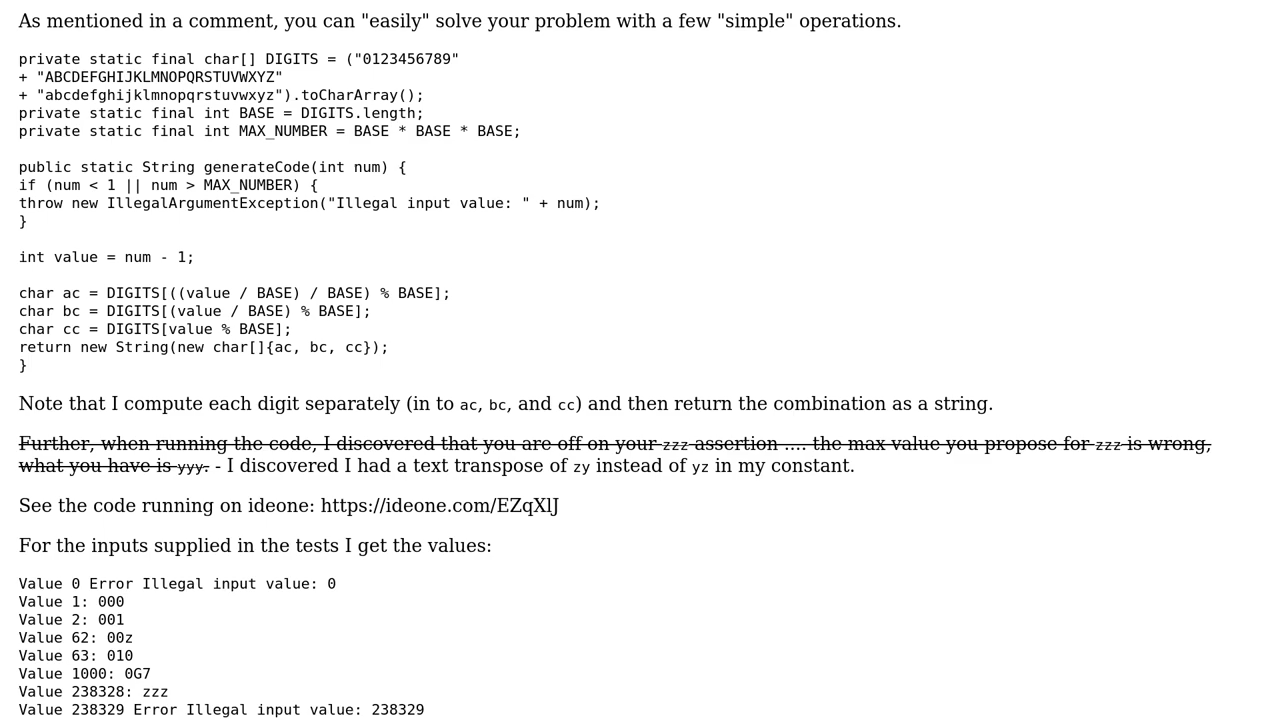 As mentioned in a comment, you can "easily" solve your problem with a few "simple" operations.
private static final char[] DIGITS = ("0123456789"
+ "ABCDEFGHIJKLMNOPQRSTUVWXYZ"
+ "abcdefghijklmnopqrstuvwxyz").toCharArray();
private static final int BASE = DIGITS.length;
private static final int MAX_NUMBER = BASE * BASE * BASE;
public static String generateCode(int num) {
if (num < 1 || num > MAX_NUMBER) {
throw new IllegalArgumentException("Illegal input value: " + num);
}
int value = num - 1;
char ac = DIGITS[((value / BASE) / BASE) % BASE];
char bc = DIGITS[(value / BASE) % BASE];
char cc = DIGITS[value % BASE];
return new String(new char[]{ac, bc, cc});
}
Note that I compute each digit separately (in to ac, bc, and cc) and then return the combination as a string.
Further, when running the code, I discovered that you are off on your zzz assertion .... the max value you propose for zzz is wrong,
what you have is yyy. - I discovered I had a text transpose of zy instead of yz in my constant.
See the code running on ideone: https://ideone.com/EZqXlJ
For the inputs supplied in the tests I get the values:
Value 0 Error Illegal input value: 0
Value 1: 000
Value 2: 001
Value 62: 00z
Value 63: 010
Value 1000: 0G7
Value 238328: zzz
Value 238329 Error Illegal input value: 238329